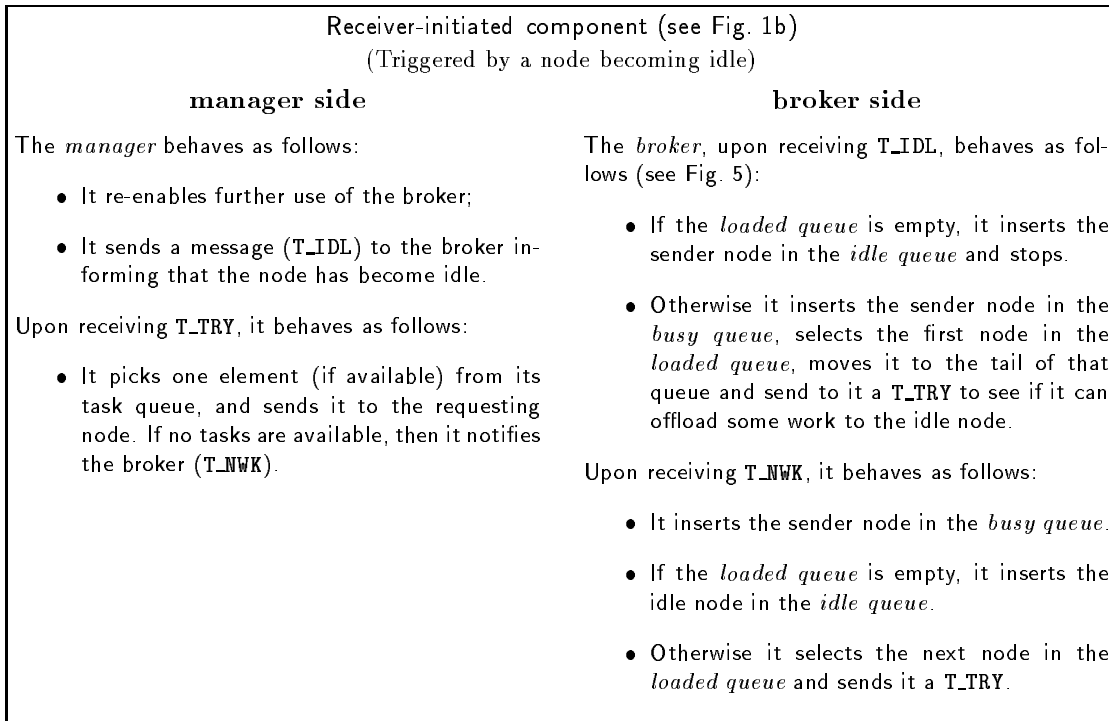 Receiver-initiated component (see Fig. 1b)
(Triggered by a node becoming idle)
manager side
The manager behaves as follows:
• It re-enables further use of the broker;
• It sends a message (T_IDL) to the broker in-
forming that the node has become idle.
Upon receiving T_TRY, it behaves as follows:
• It picks one element (if available) from its
task queue, and sends it to the requesting
node. If no tasks are available, then it notifies
the broker (T_NWK).
broker side
The broker, upon receiving T_IDL, behaves as fol-
lows (see Fig. 5):
• If the loaded queue is empty, it inserts the
sender node in the idle queue and stops.
• Otherwise it inserts the sender node in the
busy queue, selects the first node in the
loaded queue, moves it to the tail of that
queue and send to it a T_TRY to see if it can
offload some work to the idle node.
Upon receiving T_NWK, it behaves as follows:
• It inserts the sender node in the busy queue.
• If the loaded queue is empty, it inserts the
idle node in the idle queue.
• Otherwise it selects the next node in the
loaded queue and sends it a T_TRY.